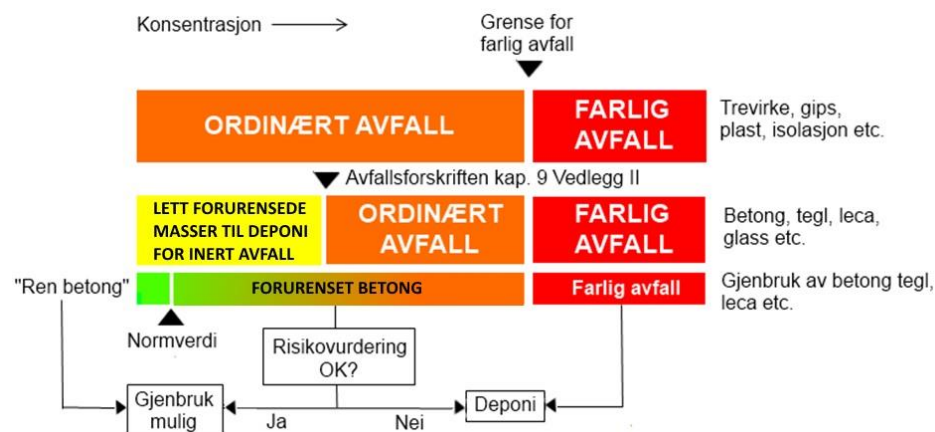 Konsentrasjon
Grense for
farlig avfall
ORDINÆRT AVFALL
FARLIG
AVFALL
Trevirke, gips,
plast, isolasjon etc.
Avfallsforskriften kap. 9 Vedlegg II
LETT FORURENSEDE
MASSER TIL DEPONI
FOR INERT AVFALL
ORDINÆRT
AVFALL
FARLIG
AVFALL
Betong, tegl, leca,
glass etc.
"Ren betong"
FORURENSET BETONG
Farlig avfall
Gjenbruk av betong tegl,
leca etc.
Normverdi
Risikovurdering
OK?
Gjenbruk
mulig
Ja
Nei
Deponi